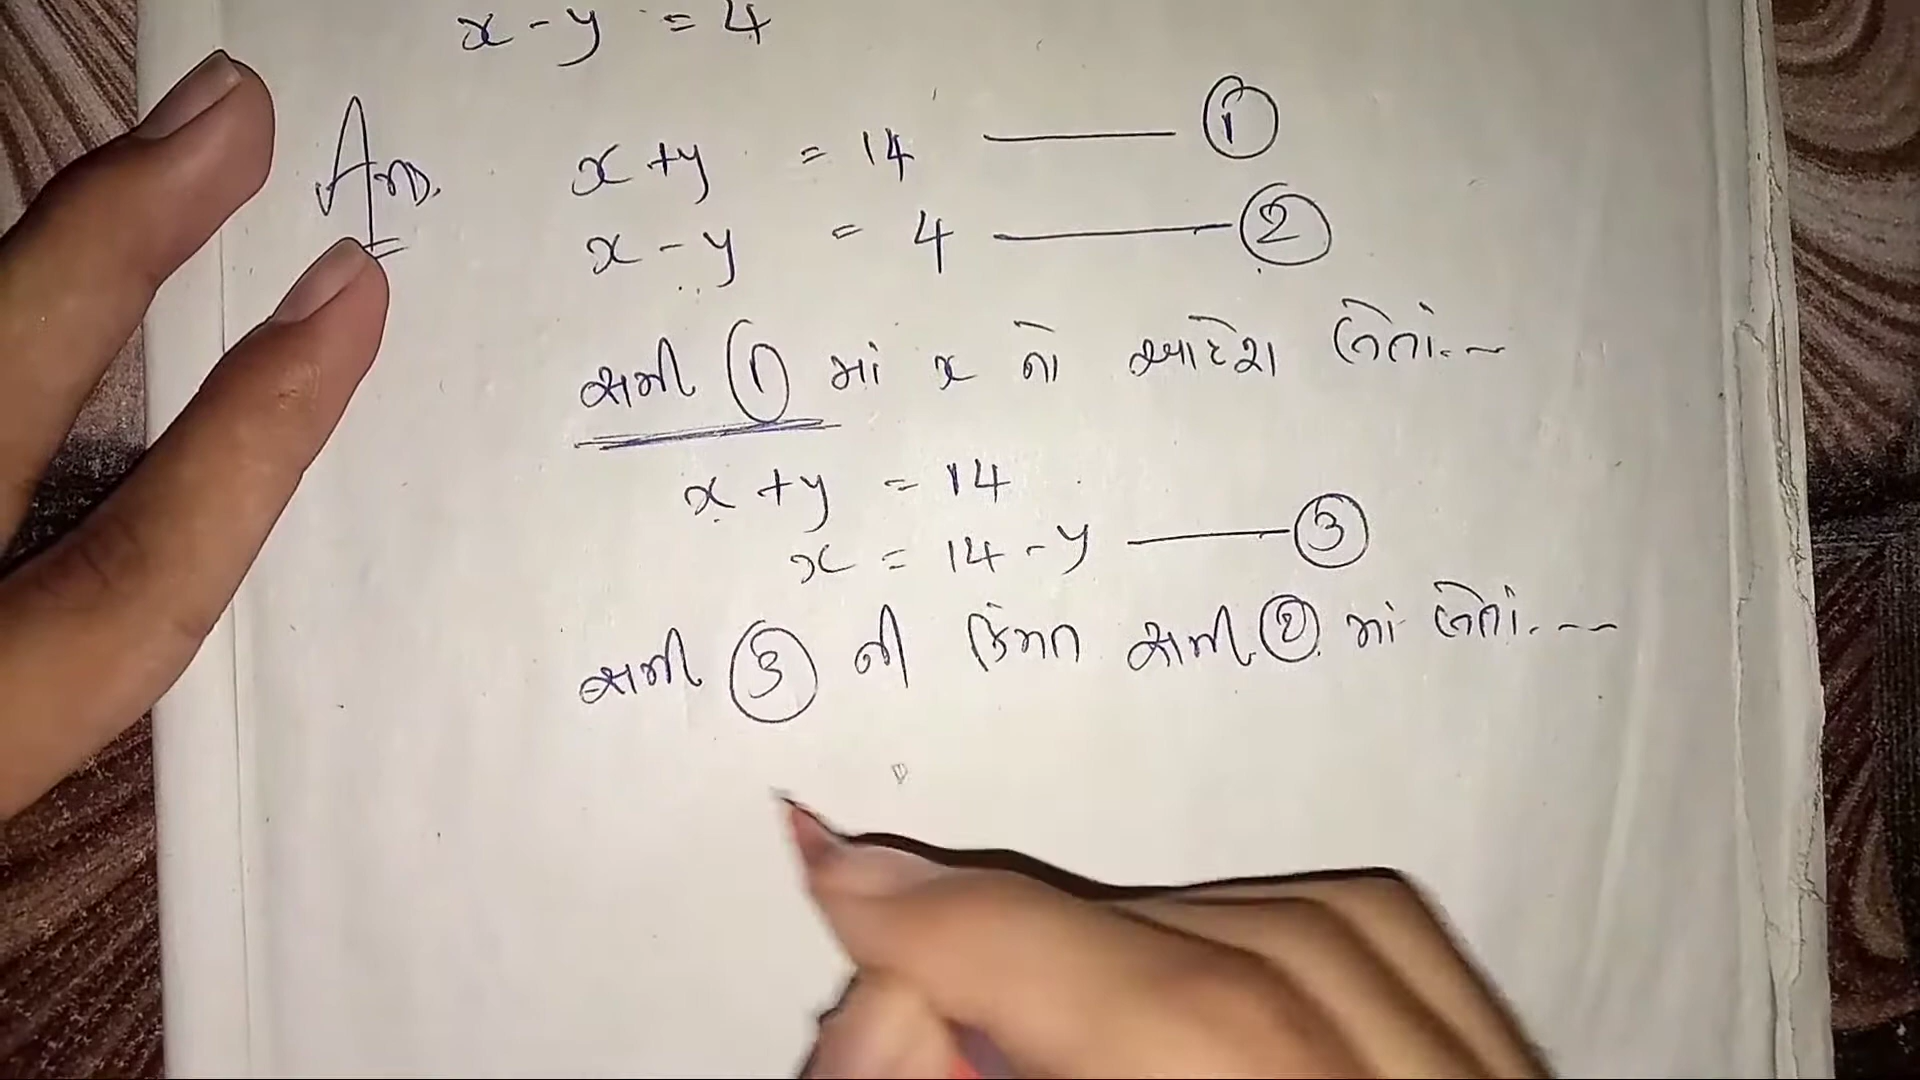 x - y = 4
Ans. x + y = 14 —— ①
x - y = 4 —— ②
સમી ① માં x નો આદેશ લેતાં...
x + y = 14
x = 14 - y —— ③
સમી ③ ની કિંમત સમી ② માં લેતાં...